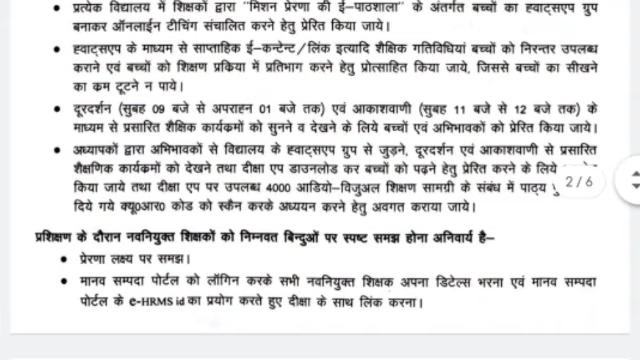 • प्रत्येक विद्यालय में शिक्षकों द्वारा "मिशन प्रेरणा की ई–पाठशाला" के अंतर्गत बच्चों का ह्वाट्सएप ग्रुप
बनाकर ऑनलाईन टीचिंग संचालित करने हेतु प्रेरित किया जाये।
• ह्वाट्सएप के माध्यम से साप्ताहिक ई–कन्टेन्ट/लिंक इत्यादि शैक्षिक गतिविधियां बच्चों को निरन्तर उपलब्ध
कराने एवं बच्चों को शिक्षण प्रक्रिया में प्रतिभाग करने हेतु प्रोत्साहित किया जाये, जिससे बच्चों का सीखने
का क्रम टूटने न पाये।
• दूरदर्शन (सुबह 09 बजे से अपराह्न 01 बजे तक) एवं आकाशवाणी (सुबह 11 बजे से 12 बजे तक) के
माध्यम से प्रसारित शैक्षिक कार्यक्रमों को सुनने व देखने के लिये बच्चों एवं अभिभावकों को प्रेरित किया जाये।
• अध्यापकों द्वारा अभिभावकों से विद्यालय के ह्वाट्सएप ग्रुप से जुड़ने, दूरदर्शन एवं आकाशवाणी से प्रसारित
शैक्षणिक कार्यक्रमों को देखने तथा दीक्षा एप डाउनलोड कर बच्चों को पढ़ने हेतु प्रेरित करने के लिये
किया जाये तथा दीक्षा एप पर उपलब्ध 4000 आडियो–विजुअल शिक्षण सामग्री के संबंध में पाठ्य
2/6
दिये गये क्यू0आर0 कोड को स्कैन करके अध्ययन करने हेतु अवगत कराया जाये।
प्रशिक्षण के दौरान नवनियुक्त शिक्षकों को निम्नवत बिन्दुओं पर स्पष्ट समझ होना अनिवार्य है–
• प्रेरणा लक्ष्य पर समझ।
• मानव सम्पदा पोर्टल को लॉगिन करके सभी नवनियुक्त शिक्षक अपना डिटेल्स भरना एवं मानव सम्पदा
पोर्टल के e-HRMS id का प्रयोग करते हुए दीक्षा के साथ लिंक करना।